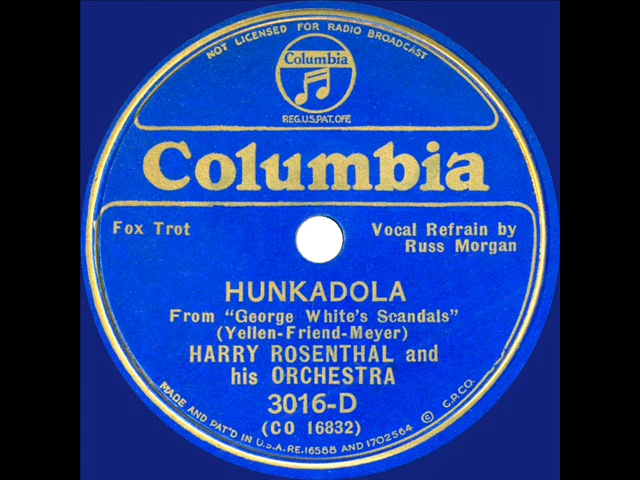 NOT LICENSED FOR RADIO BROADCAST
Columbia
REG.U.S.PAT.OFF.
Columbia
Fox Trot
Vocal Refrain by
Russ Morgan
HUNKADOLA
From "George White's Scandals"
(Yellen-Friend-Meyer)
HARRY ROSENTHAL and
his ORCHESTRA
3016-D
(CO 16832)
MADE AND PAT'D IN U.S.A. RE.16588 AND 1702564 © C.P.CO.